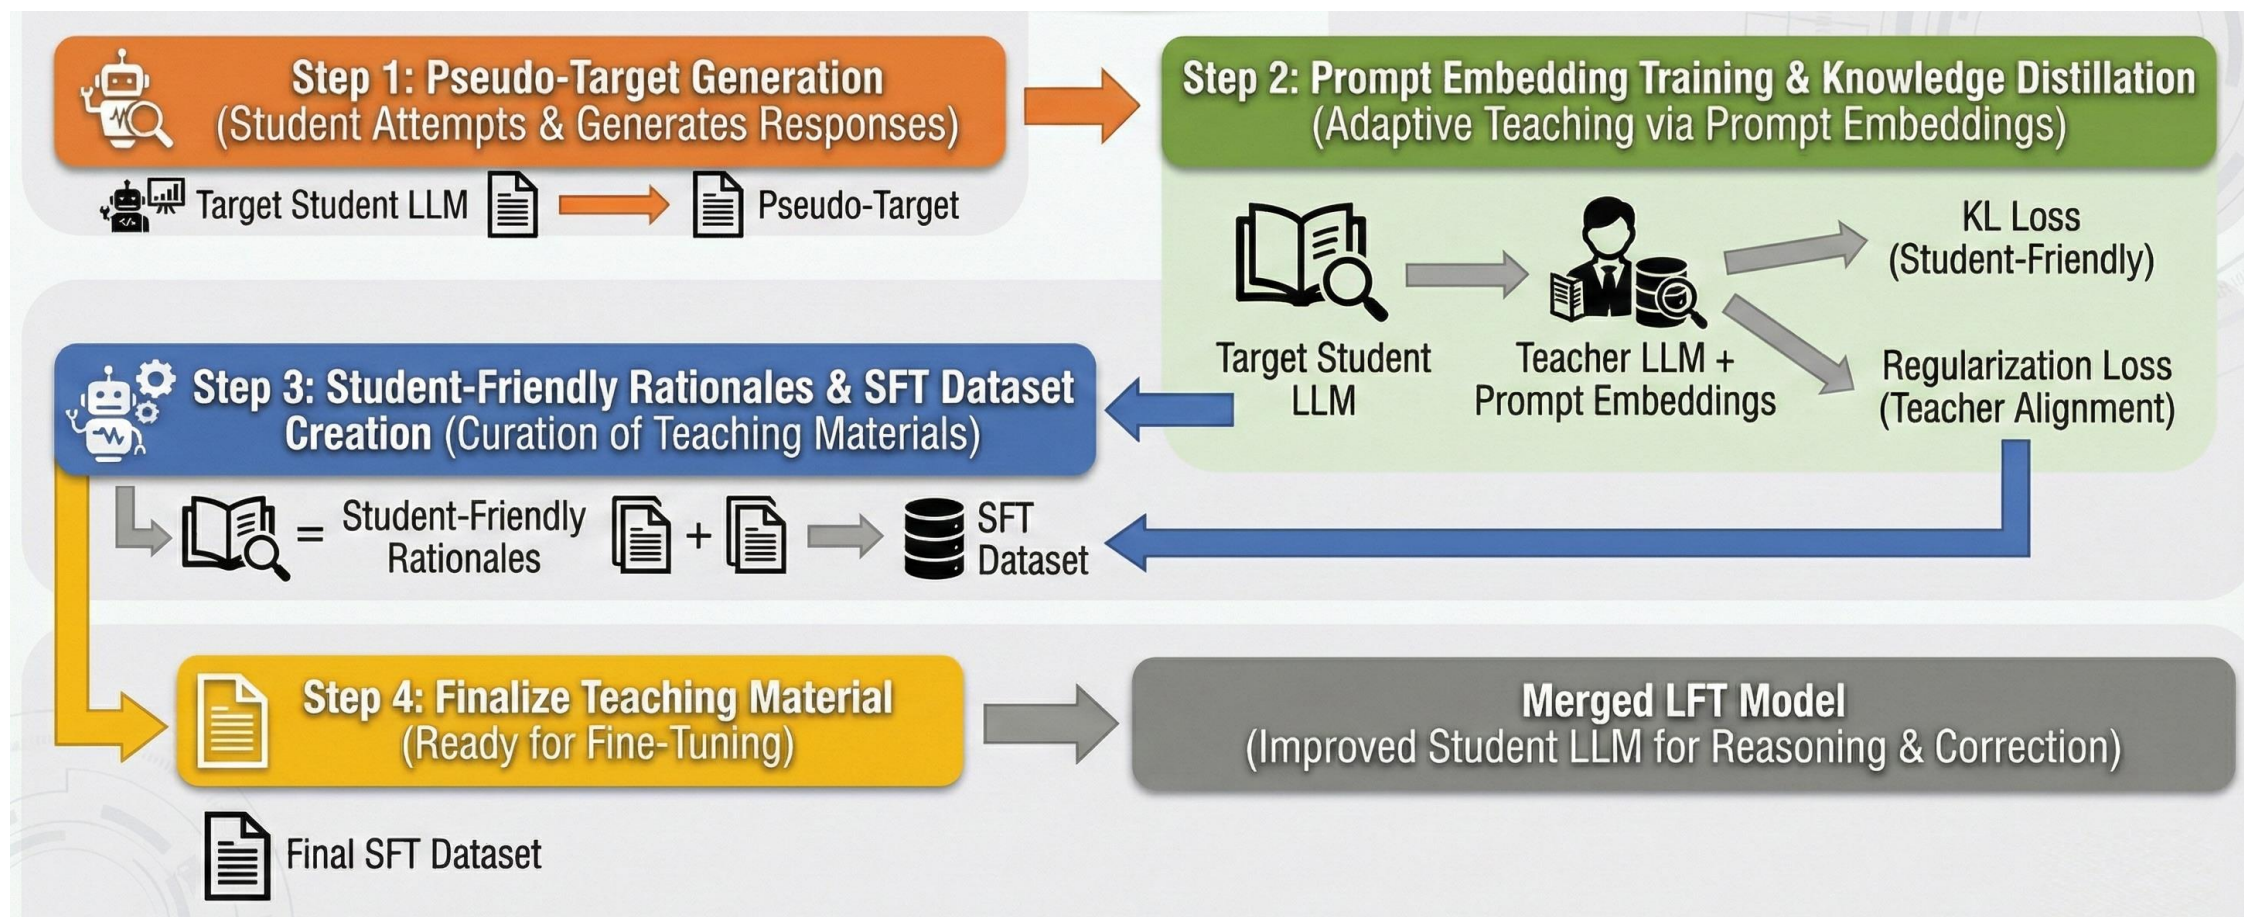 Step 1: Pseudo-Target Generation
(Student Attempts & Generates Responses)
Target Student LLM
Pseudo-Target
Step 2: Prompt Embedding Training & Knowledge Distillation
(Adaptive Teaching via Prompt Embeddings)
Target Student
LLM
Teacher LLM +
Prompt Embeddings
KL Loss
(Student-Friendly)
Regularization Loss
(Teacher Alignment)
Step 3: Student-Friendly Rationales & SFT Dataset
Creation (Curation of Teaching Materials)
=
Student-Friendly
Rationales
+
SFT
Dataset
Step 4: Finalize Teaching Material
(Ready for Fine-Tuning)
Final SFT Dataset
Merged LFT Model
(Improved Student LLM for Reasoning & Correction)